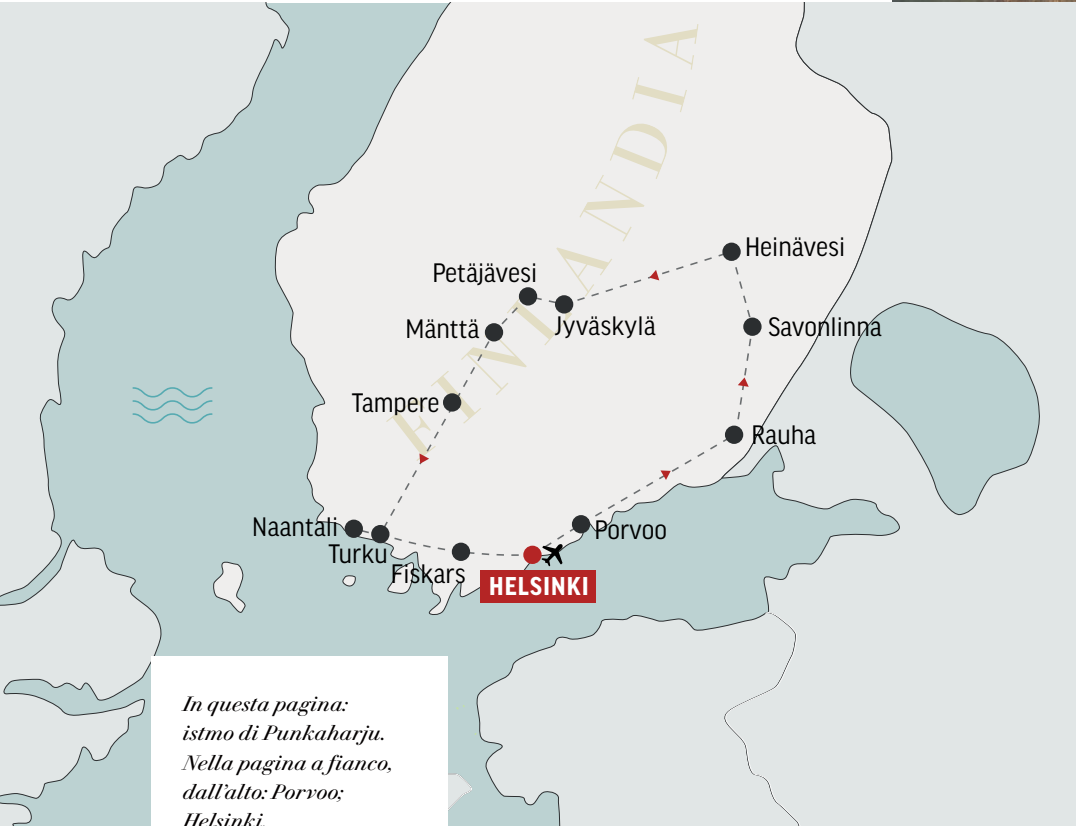 FINLANDIA
Heinävesi
Petäjävesi
Jyväskylä
Mänttä
Savonlinna
Tampere
Rauha
Naantali
Turku
Porvoo
Fiskars
HELSINKI
In questa pagina:
istmo di Punkaharju.
Nella pagina a fianco,
dall'alto: Porvoo;
Helsinki.